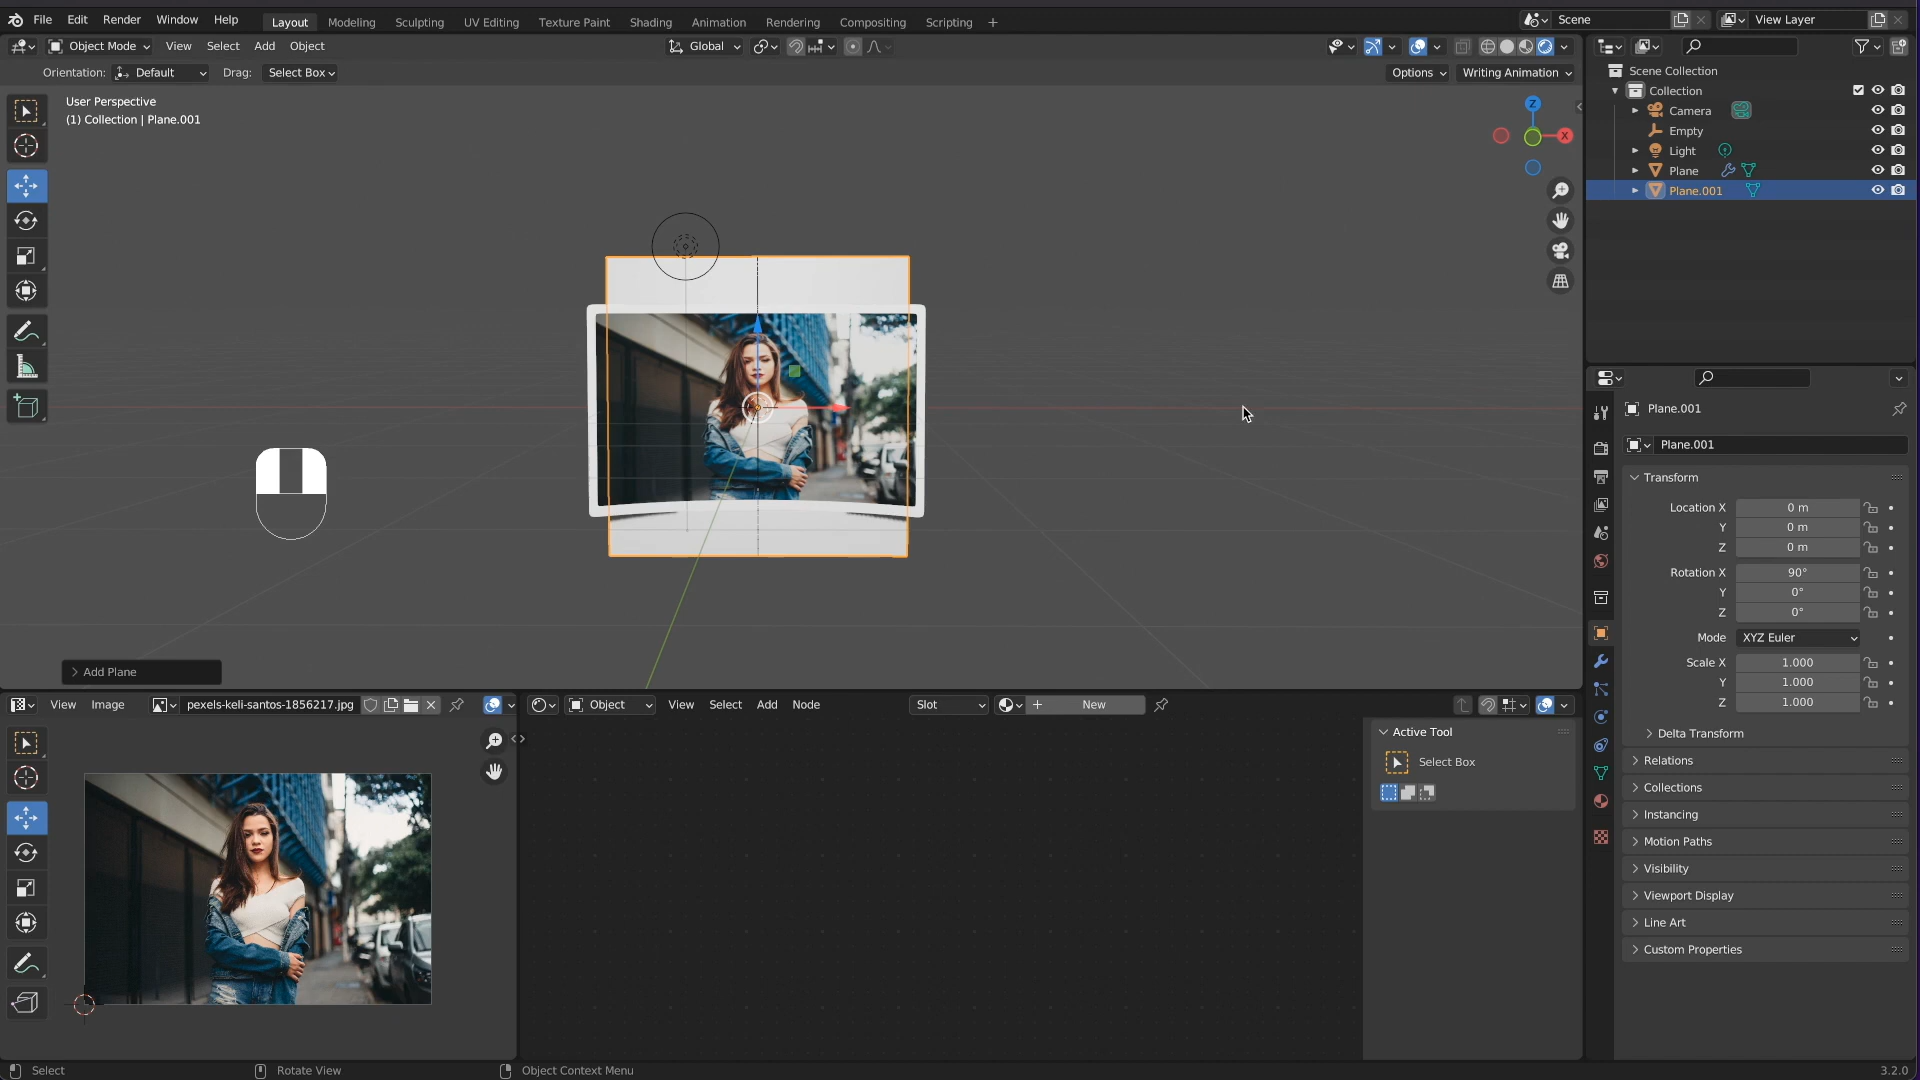 File Edit Render Window Help Layout Modeling Sculpting UV Editing Texture Paint Shading Animation Rendering Compositing Scripting + Scene View Layer
Object Mode View Select Add Object Global
Orientation: Default Drag: Select Box Options Writing Animation
User Perspective
(1) Collection | Plane.001
Z
X
Add Plane
Scene Collection
Collection
Camera
Empty
Light
Plane
Plane.001
Plane.001
Plane.001
Transform
Location X 0 m
Y 0 m
Z 0 m
Rotation X 90°
Y 0°
Z 0°
Mode XYZ Euler
Scale X 1.000
Y 1.000
Z 1.000
Delta Transform
Relations
Collections
Instancing
Motion Paths
Visibility
Viewport Display
Line Art
Custom Properties
View Image pexels-keli-santos-1856217.jpg
Object View Select Add Node Slot + New
Active Tool
Select Box
Select Rotate View Object Context Menu 3.2.0